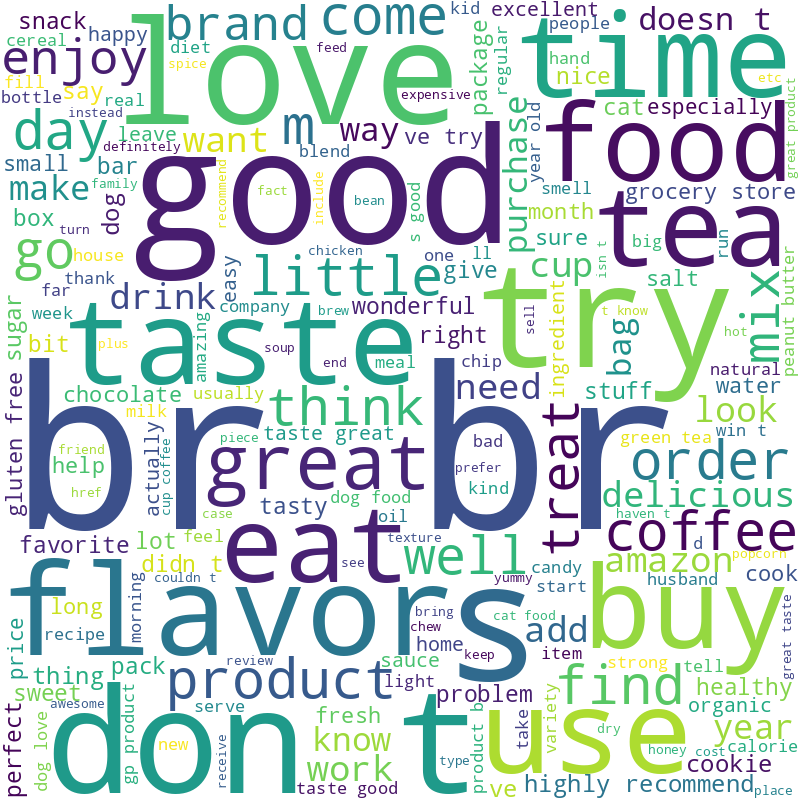 snack
brand
come
kid
excellent
people
doesn t
cereal
happy
diet
feed
love
time
enjoy
spice
package
regular
hand
nice
etc
fill
say
real
expensive
bottle
instead
cat
especially
great product
day
leave
want
m
way
ve try
purchase
year old
food
definitely
small
bar
blend
good
make
family
dog
recommend
fact
include
bean
s good
smell
grocery store
tea
box
turn
month
go
house
chicken
one
ll
sure
big
run
isn t
easy
little
give
cup
salt
mix
peanut butter
thank
far
drink
company
brew
wonderful
try
ingredient
bag
t know
sell
hot
sugar
week
bit
plus
amazing
taste
soup
right
end
meal
chip
natural
chocolate
usually
need
stuff
water
gluten free
milk
think
look
br br
treat
actually
cup coffee
piece
taste great
great
bad
green tea
win t
friend
help
prefer
order
href
tasty
dog food
kind
delicious
case
oil
haven t
coffee
favorite
lot
feel
eat
texture
well
d
popcorn
didn t
see
amazon
couldn t
yummy
candy
husband
cook
flavors
long
morning
bring
cat food
start
buy
great taste
price
recipe
chew
home
add
s
review
keep
item
thing
pack
product
sauce
strong
tell
find
sweet
light
problem
healthy
perfect
awesome
serve
organic
dog love
gp product
don t
fresh
product b
take
variety
use
year
new
receive
know
dry
calorie
work
type
honey
cost
cookie
taste good
ve
highly recommend
place